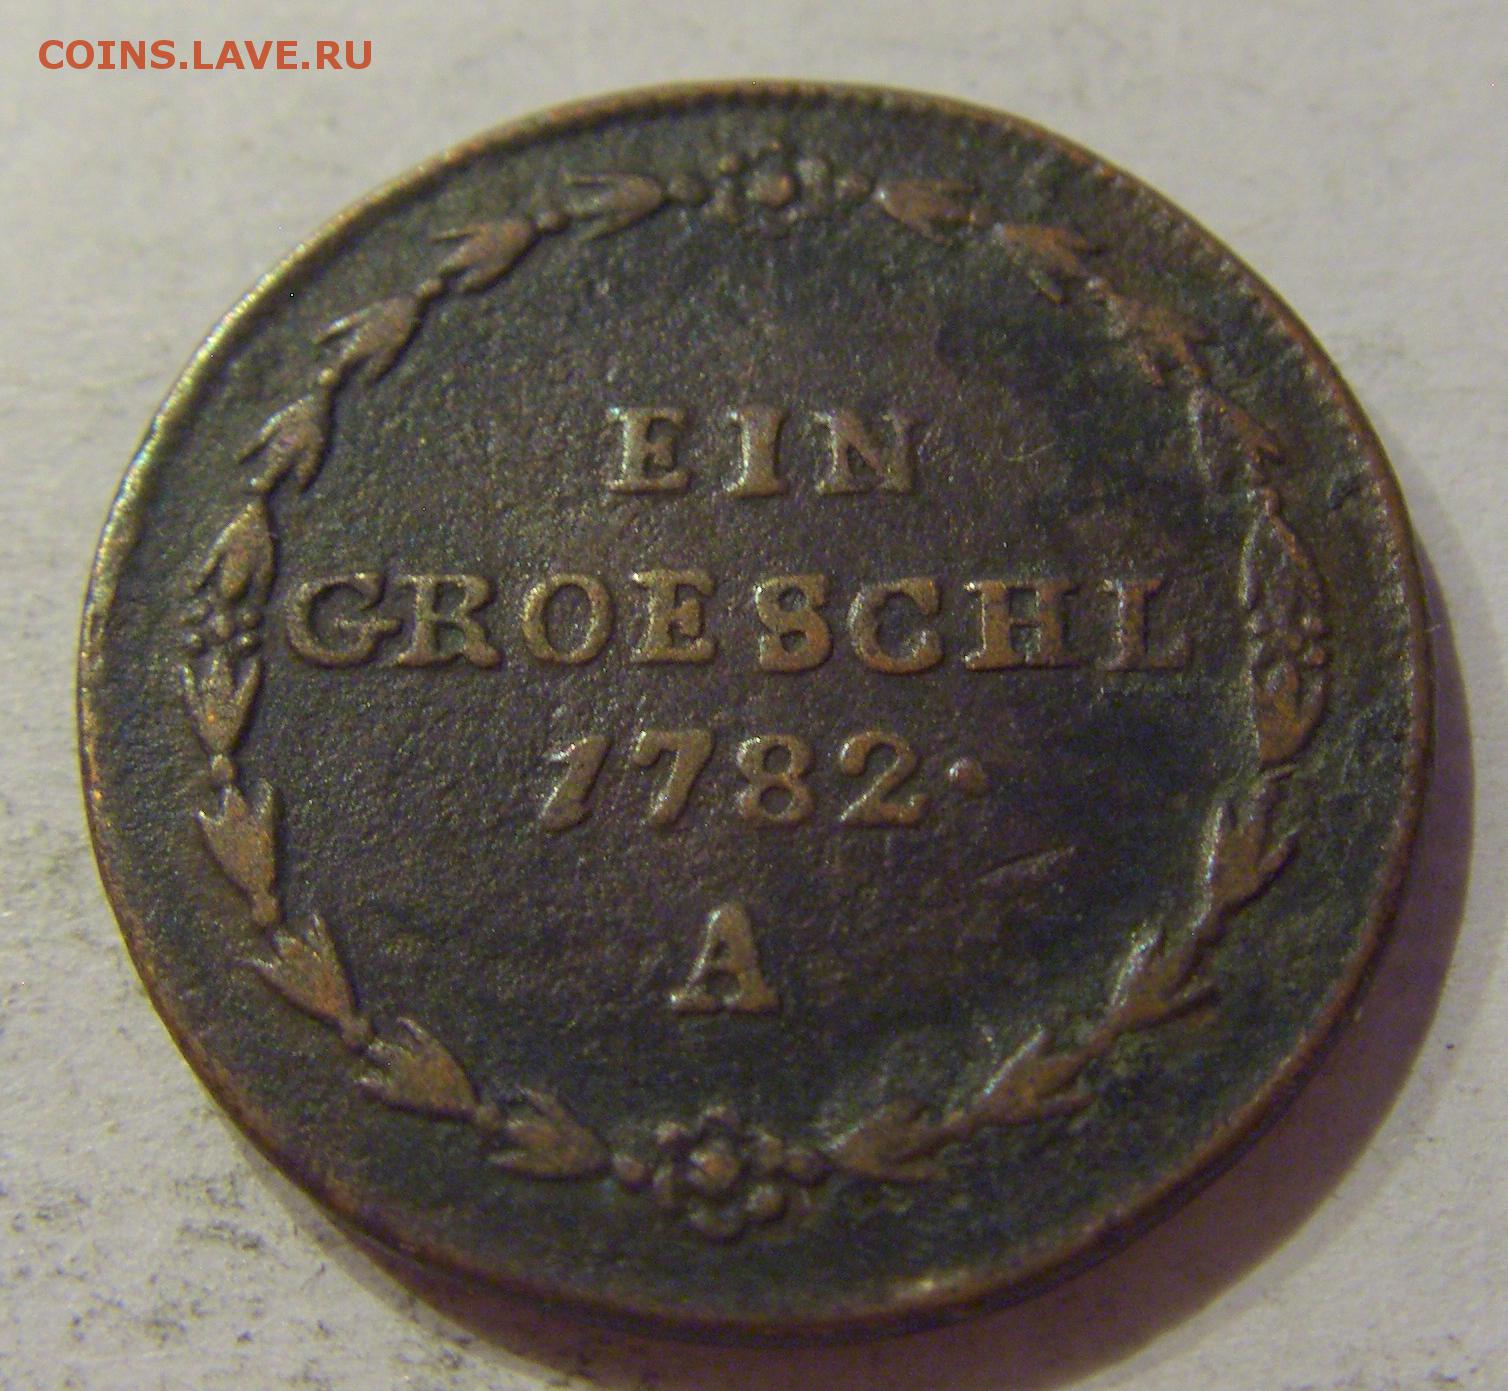 COINS.LAVE.RU
EIN
GROESCHL
1782·
A